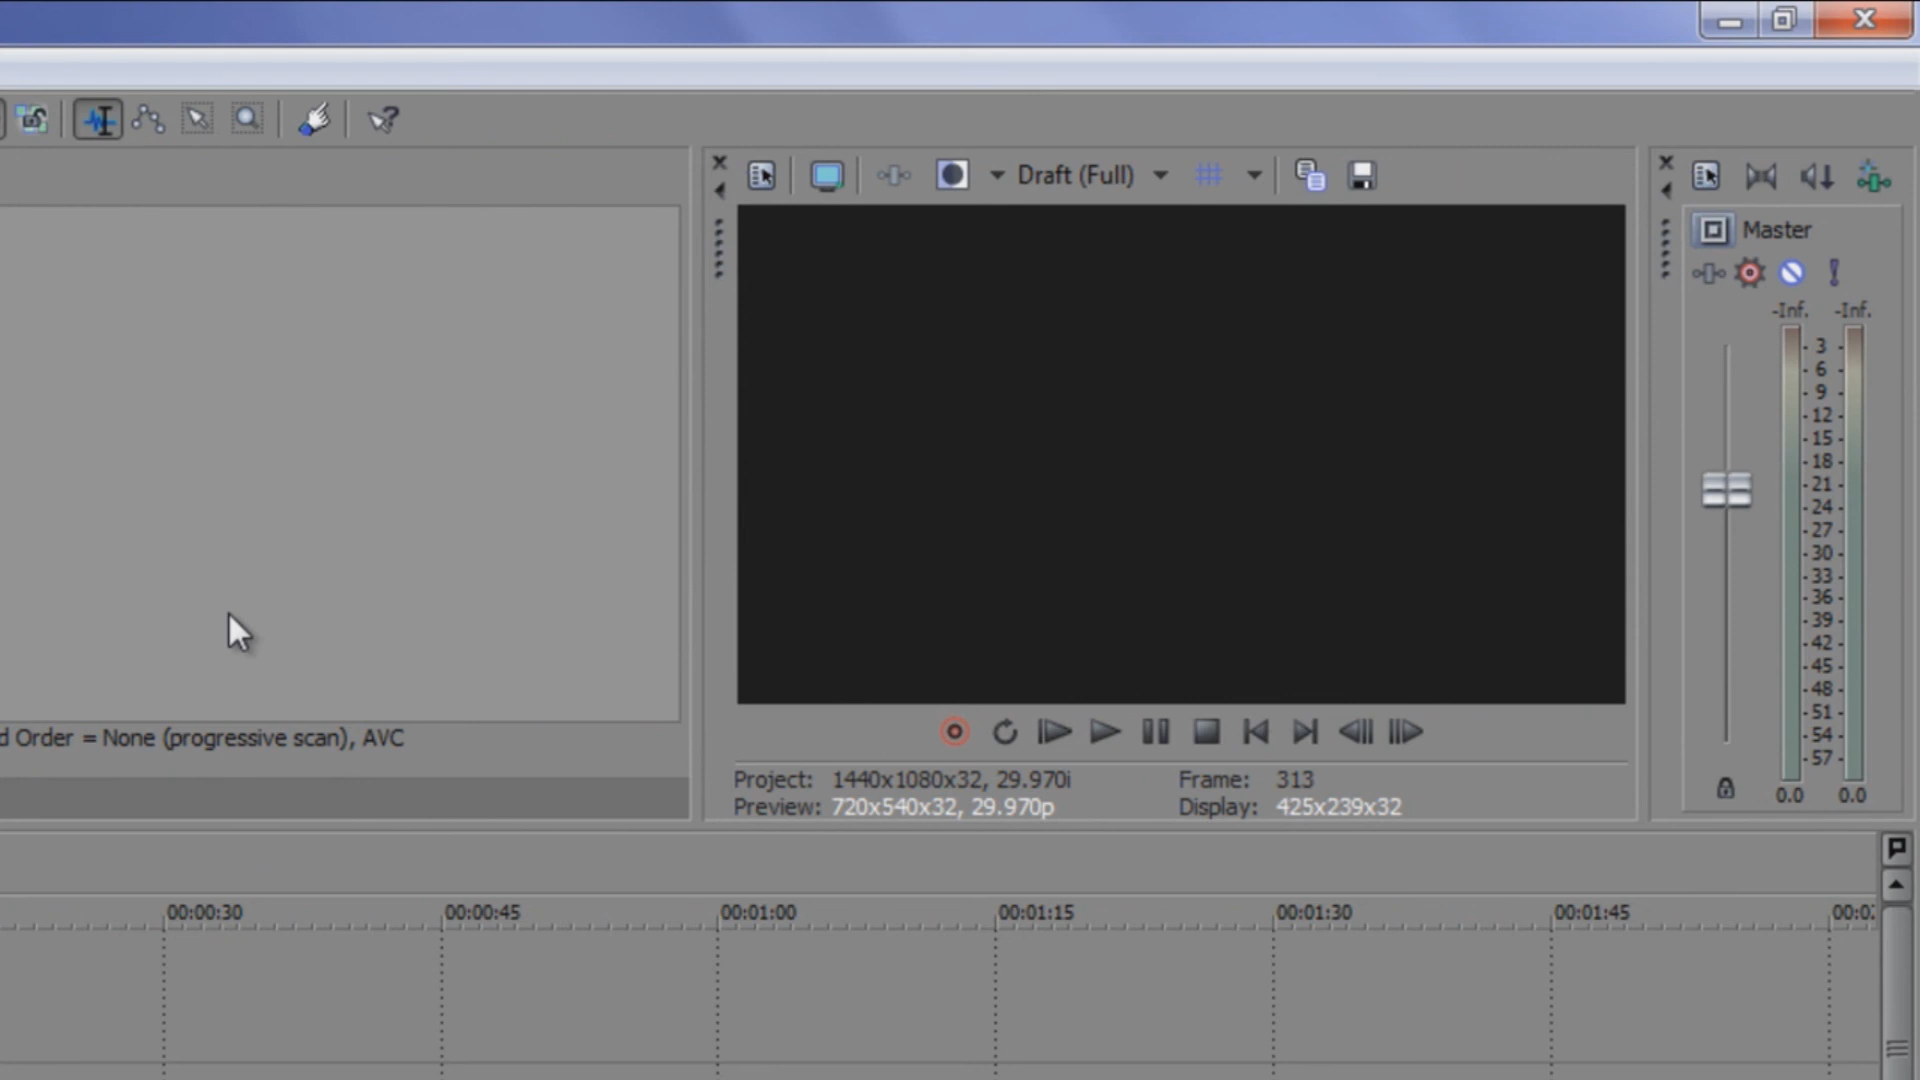 Draft (Full)
Master
-Inf. -Inf.
3
6
9
12
15
18
21
24
27
30
33
36
39
42
45
48
51
54
57
0.0 0.0
d Order = None (progressive scan), AVC
Project: 1440x1080x32, 29.970i Frame: 313
Preview: 720x540x32, 29.970p Display: 425x239x32
00:00:30 00:00:45 00:01:00 00:01:15 00:01:30 00:01:45 00:0